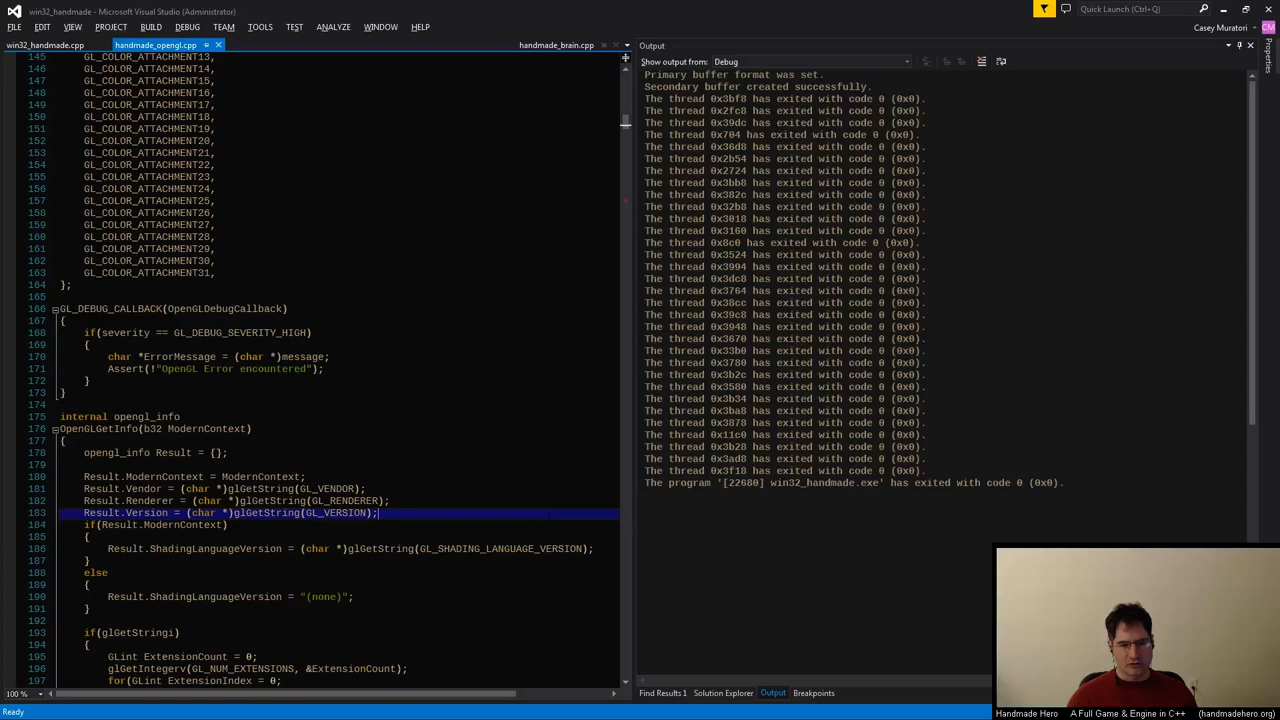 win32_handmade - Microsoft Visual Studio
Quick Launch (Ctrl+Q)
FILE EDIT VIEW PROJECT BUILD DEBUG TEAM TOOLS TEST ANALYZE WINDOW HELP
Casey Muratori CM
win32_handmade.cpp handmade_opengl.cpp handmade_brain.cpp
145 GL_COLOR_ATTACHMENT13,
146 GL_COLOR_ATTACHMENT14,
147 GL_COLOR_ATTACHMENT15,
148 GL_COLOR_ATTACHMENT16,
149 GL_COLOR_ATTACHMENT17,
150 GL_COLOR_ATTACHMENT18,
151 GL_COLOR_ATTACHMENT19,
152 GL_COLOR_ATTACHMENT20,
153 GL_COLOR_ATTACHMENT21,
154 GL_COLOR_ATTACHMENT22,
155 GL_COLOR_ATTACHMENT23,
156 GL_COLOR_ATTACHMENT24,
157 GL_COLOR_ATTACHMENT25,
158 GL_COLOR_ATTACHMENT26,
159 GL_COLOR_ATTACHMENT27,
160 GL_COLOR_ATTACHMENT28,
161 GL_COLOR_ATTACHMENT29,
162 GL_COLOR_ATTACHMENT30,
163 GL_COLOR_ATTACHMENT31,
164 };
165
166 GL_DEBUG_CALLBACK(OpenGLDebugCallback)
167 {
168 if(severity == GL_DEBUG_SEVERITY_HIGH)
169 {
170 char *ErrorMessage = (char *)message;
171 Assert(!"OpenGL Error encountered");
172 }
173 }
174
175 internal opengl_info
176 OpenGLGetInfo(b32 ModernContext)
177 {
178 opengl_info Result = {};
179
180 Result.ModernContext = ModernContext;
181 Result.Vendor = (char *)glGetString(GL_VENDOR);
182 Result.Renderer = (char *)glGetString(GL_RENDERER);
183 Result.Version = (char *)glGetString(GL_VERSION);
184 if(Result.ModernContext)
185 {
186 Result.ShadingLanguageVersion = (char *)glGetString(GL_SHADING_LANGUAGE_VERSION);
187 }
188 else
189 {
190 Result.ShadingLanguageVersion = "(none)";
191 }
192
193 if(glGetStringi)
194 {
195 GLint ExtensionCount = 0;
196 glGetIntegerv(GL_NUM_EXTENSIONS, &ExtensionCount);
197 for(GLint ExtensionIndex = 0;
100 %
Output
Show output from: Debug
Primary buffer format was set.
Secondary buffer created successfully.
The thread 0x3bf8 has exited with code 0 (0x0).
The thread 0x2fc8 has exited with code 0 (0x0).
The thread 0x39dc has exited with code 0 (0x0).
The thread 0x704 has exited with code 0 (0x0).
The thread 0x36d8 has exited with code 0 (0x0).
The thread 0x2b54 has exited with code 0 (0x0).
The thread 0x2724 has exited with code 0 (0x0).
The thread 0x3bb8 has exited with code 0 (0x0).
The thread 0x382c has exited with code 0 (0x0).
The thread 0x32b8 has exited with code 0 (0x0).
The thread 0x3018 has exited with code 0 (0x0).
The thread 0x3160 has exited with code 0 (0x0).
The thread 0x8c0 has exited with code 0 (0x0).
The thread 0x3524 has exited with code 0 (0x0).
The thread 0x3994 has exited with code 0 (0x0).
The thread 0x3dc8 has exited with code 0 (0x0).
The thread 0x3764 has exited with code 0 (0x0).
The thread 0x38cc has exited with code 0 (0x0).
The thread 0x39c8 has exited with code 0 (0x0).
The thread 0x3948 has exited with code 0 (0x0).
The thread 0x3670 has exited with code 0 (0x0).
The thread 0x33b0 has exited with code 0 (0x0).
The thread 0x3780 has exited with code 0 (0x0).
The thread 0x3b2c has exited with code 0 (0x0).
The thread 0x3580 has exited with code 0 (0x0).
The thread 0x3b34 has exited with code 0 (0x0).
The thread 0x3ba8 has exited with code 0 (0x0).
The thread 0x3878 has exited with code 0 (0x0).
The thread 0x11c0 has exited with code 0 (0x0).
The thread 0x3b28 has exited with code 0 (0x0).
The thread 0x3ad8 has exited with code 0 (0x0).
The thread 0x3f18 has exited with code 0 (0x0).
The program '[22680] win32_handmade.exe' has exited with code 0 (0x0).
Properties
Find Results 1 Solution Explorer Output Breakpoints
Ready
Handmade Hero A Full Game & Engine in C++ (handmadehero.org)